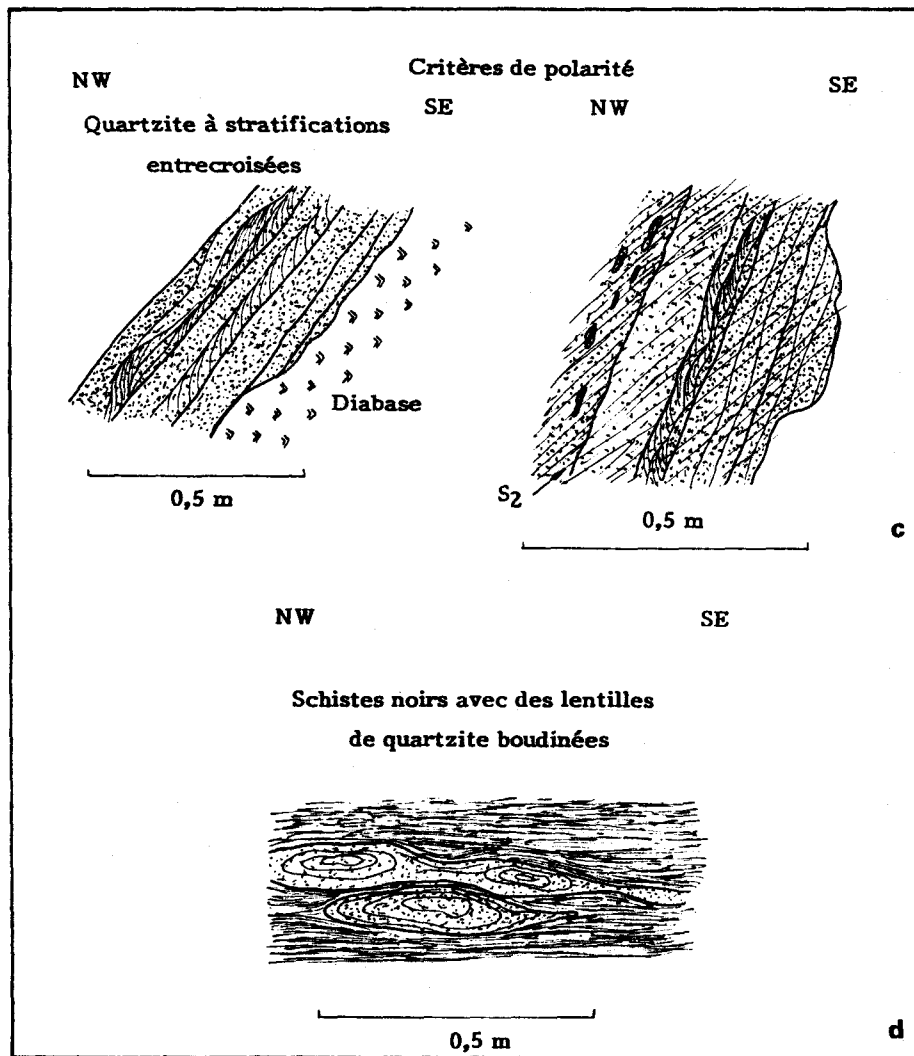 Critères de polarité
NW
SE
Quartzite à stratifications
entrecroisées
Diabase
0,5 m
NW
SE
S2
0,5 m
c
NW
SE
Schistes noirs avec des lentilles
de quartzite boudinées
0,5 m
d